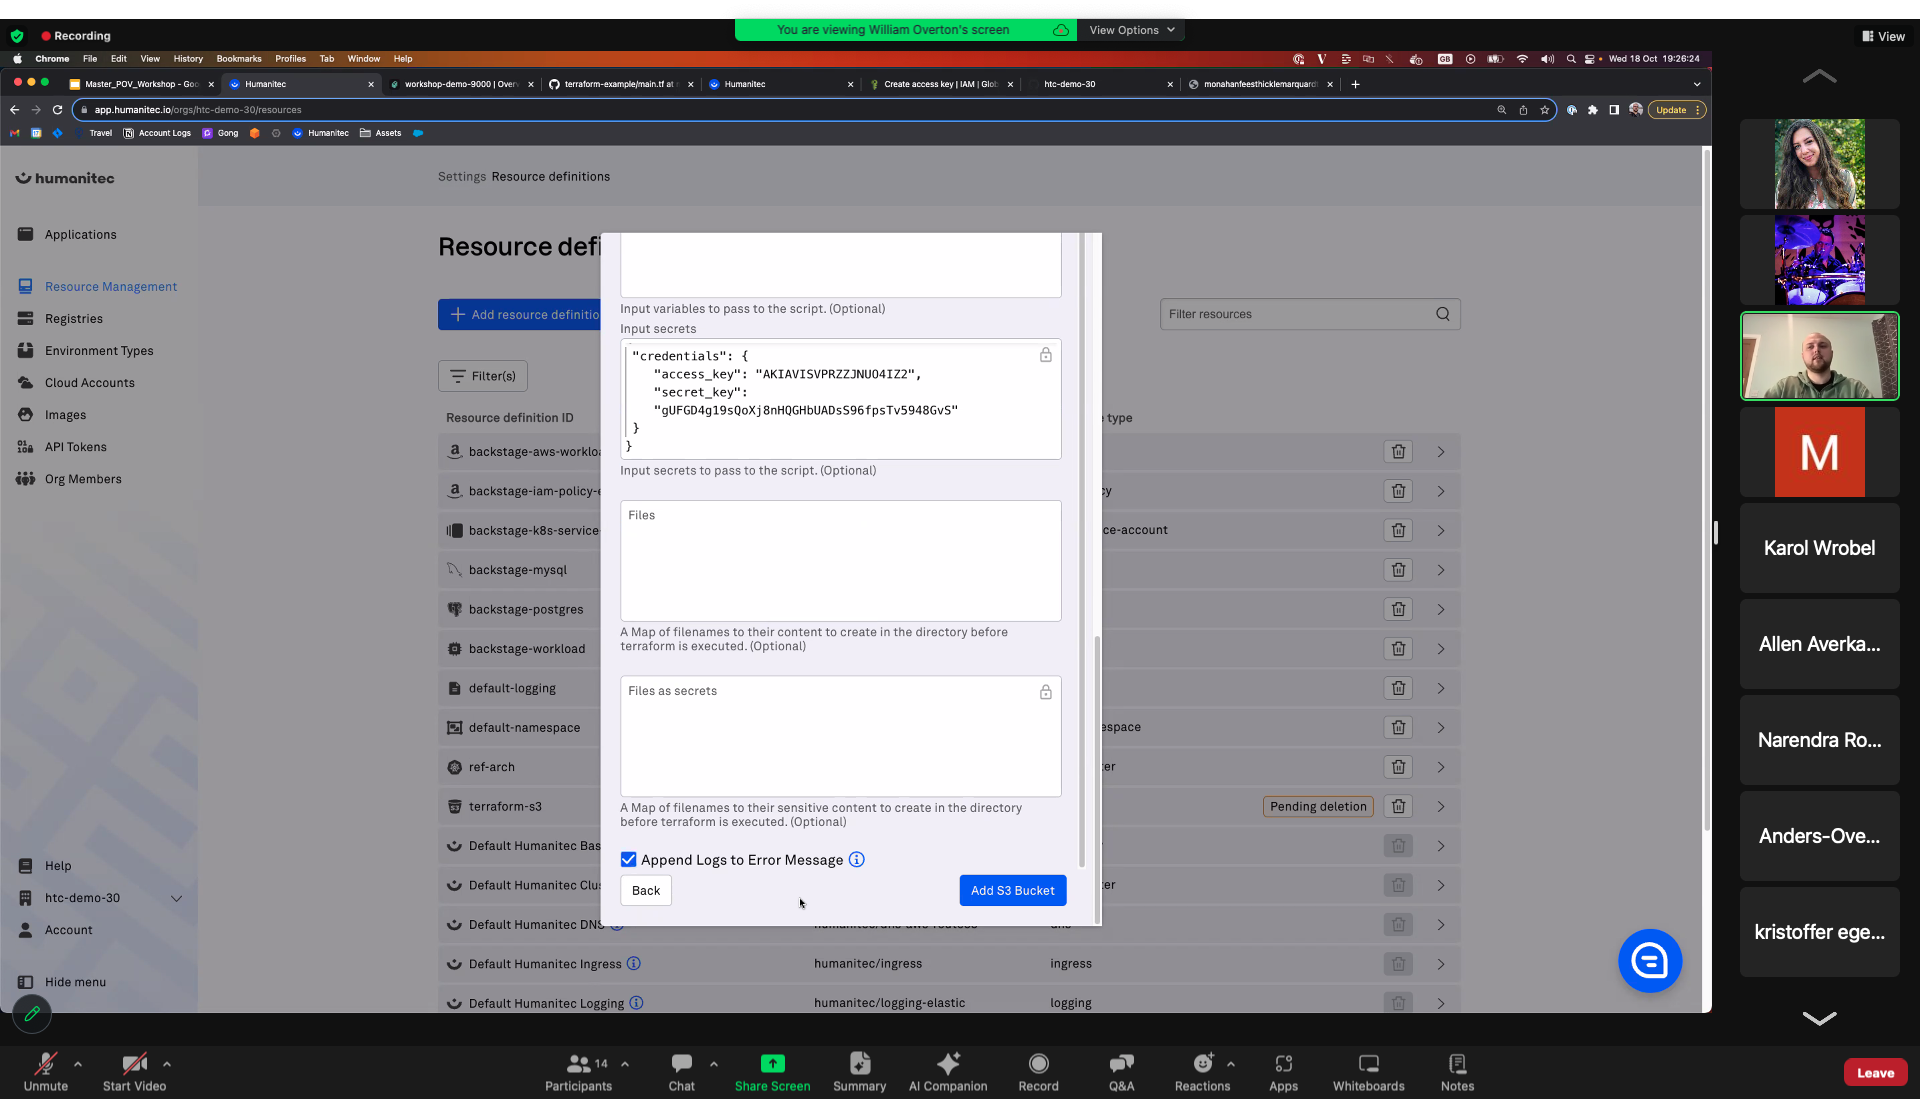 You are viewing William Overton's screen
View Options
Recording
View
Chrome File Edit View History Bookmarks Profiles Tab Window Help
GB
Wed 18 Oct 19:26:24
Master_POV_Workshop - Goo
Humanitec
workshop-demo-9000 | Over
terraform-example/main.tf at
Humanitec
Create access key | IAM | Glob
htc-demo-30
monahanfeesthicklemarquard
app.humanitec.io/orgs/htc-demo-30/resources
Update
Travel
Account Logs
Gong
Humanitec
Assets
humanitec
Settings Resource definitions
Applications
Resource Management
Registries
Environment Types
Cloud Accounts
Images
API Tokens
Org Members
Help
htc-demo-30
Account
Hide menu
Resource defi
Add resource definitio
Filter resources
Filter(s)
Resource definition ID
e type
backstage-aws-workloa
backstage-iam-policy-e
cy
backstage-k8s-service
ce-account
backstage-mysql
backstage-postgres
backstage-workload
default-logging
default-namespace
espace
ref-arch
ter
terraform-s3
Pending deletion
Default Humanitec Bas
Default Humanitec Clus
ter
Default Humanitec DNS
humanitec/dns-aws-route53
dns
Default Humanitec Ingress
humanitec/ingress
ingress
Default Humanitec Logging
humanitec/logging-elastic
logging
Input variables to pass to the script. (Optional)
Input secrets
"credentials": {
"access_key": "AKIAVISVPRZZJNUO4IZ2",
"secret_key":
"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"
}
}
Input secrets to pass to the script. (Optional)
Files
A Map of filenames to their content to create in the directory before
terraform is executed. (Optional)
Files as secrets
A Map of filenames to their sensitive content to create in the directory
before terraform is executed. (Optional)
Append Logs to Error Message
Back
Add S3 Bucket
M
Karol Wrobel
Allen Averka...
Narendra Ro...
Anders-Ove...
kristoffer ege...
Unmute
Start Video
14
Participants
Chat
Share Screen
Summary
AI Companion
Record
Q&A
Reactions
Apps
Whiteboards
Notes
Leave